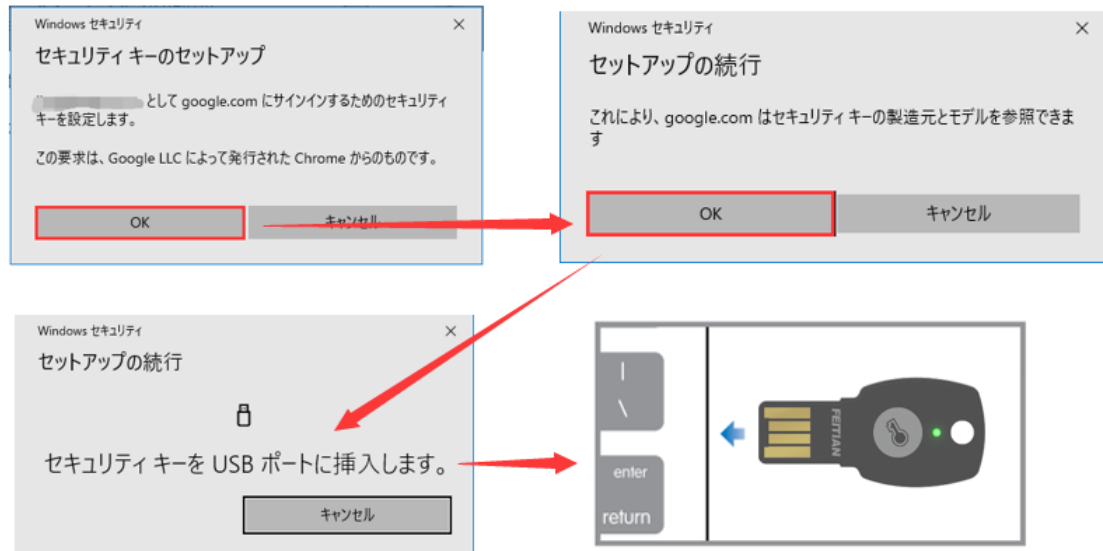 Windows セキュリティ
セキュリティ キーのセットアップ
として google.com にサインインするためのセキュリティ
キーを設定します。
この要求は、Google LLC によって発行された Chrome からのものです。
OK
キャンセル
Windows セキュリティ
セットアップの続行
これにより、google.com はセキュリティ キーの製造元とモデルを参照できま
す
OK
キャンセル
Windows セキュリティ
セットアップの続行
セキュリティ キーを USB ポートに挿入します。
キャンセル
|
\
enter
return
FEITIAN